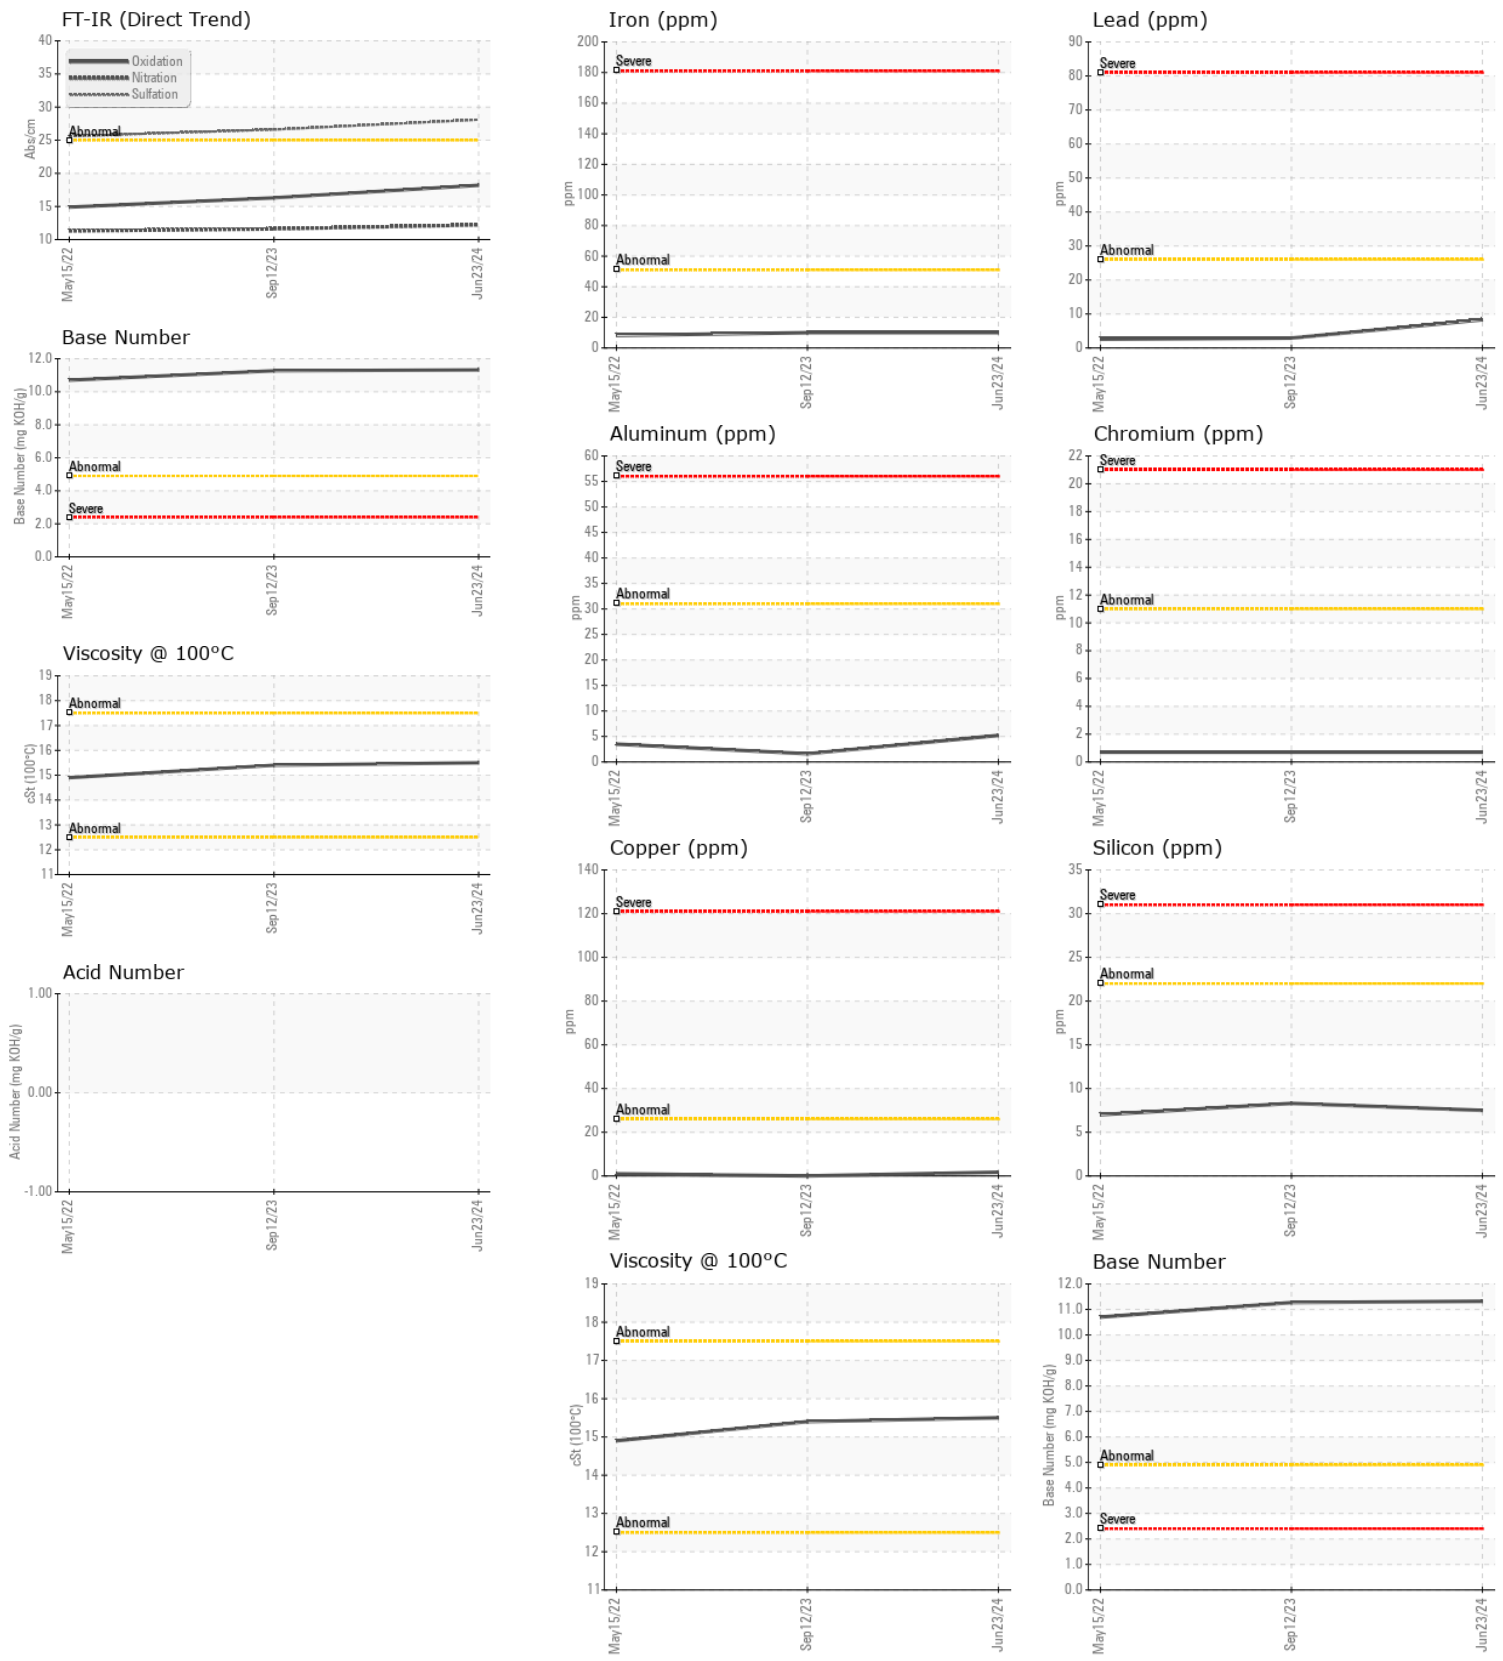 FT-IR (Direct Trend)
40
35
30
25
20
15
10
Abs/cm
Oxidation
Nitration
Sulfation
Abnormal
May15/22
Sep12/23
Jun23/24
Base Number
12.0
10.0
8.0
6.0
4.0
2.0
0.0
Base Number (mg KOH/g)
Abnormal
Severe
May15/22
Sep12/23
Jun23/24
Viscosity @ 100°C
19
18
17
16
15
14
13
12
11
cSt (100°C)
Abnormal
Abnormal
May15/22
Sep12/23
Jun23/24
Acid Number
1.00
0.00
-1.00
Acid Number (mg KOH/g)
May15/22
Sep12/23
Jun23/24
Iron (ppm)
200
180
160
140
120
100
80
60
40
20
0
ppm
Severe
Abnormal
May15/22
Sep12/23
Jun23/24
Lead (ppm)
90
80
70
60
50
40
30
20
10
0
ppm
Severe
Abnormal
May15/22
Sep12/23
Jun23/24
Aluminum (ppm)
60
55
50
45
40
35
30
25
20
15
10
5
0
ppm
Severe
Abnormal
May15/22
Sep12/23
Jun23/24
Chromium (ppm)
22
21
18
16
14
12
10
8
6
4
2
0
ppm
Severe
Abnormal
May15/22
Sep12/23
Jun23/24
Copper (ppm)
140
120
100
80
60
40
20
0
ppm
Severe
Abnormal
May15/22
Sep12/23
Jun23/24
Silicon (ppm)
35
30
25
20
15
10
5
0
ppm
Severe
Abnormal
May15/22
Sep12/23
Jun23/24
Viscosity @ 100°C
19
18
17
16
15
14
13
12
11
cSt (100°C)
Abnormal
Abnormal
May15/22
Sep12/23
Jun23/24
Base Number
12.0
11.0
10.0
9.0
8.0
7.0
6.0
5.0
4.0
3.0
2.0
1.0
0.0
Base Number (mg KOH/g)
Abnormal
Severe
May15/22
Sep12/23
Jun23/24